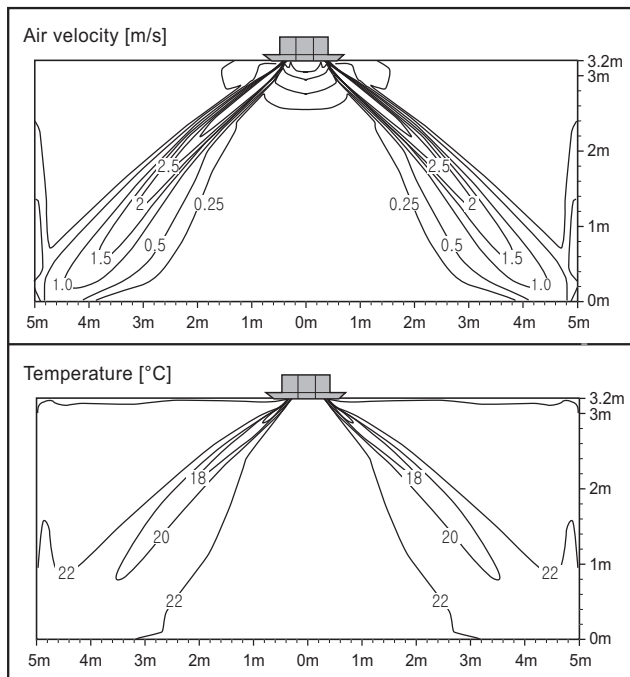 Air velocity [m/s]
3.2m
3m
2.5 2.5
2m
2 0.25 0.25 2
1m
1.5 0.5 0.5 1.5
1.0 1.0
0m
5m 4m 3m 2m 1m 0m 1m 2m 3m 4m 5m
Temperature [°C]
3.2m
3m
18 18
2m
20 20
1m
22 22
22 22
0m
5m 4m 3m 2m 1m 0m 1m 2m 3m 4m 5m